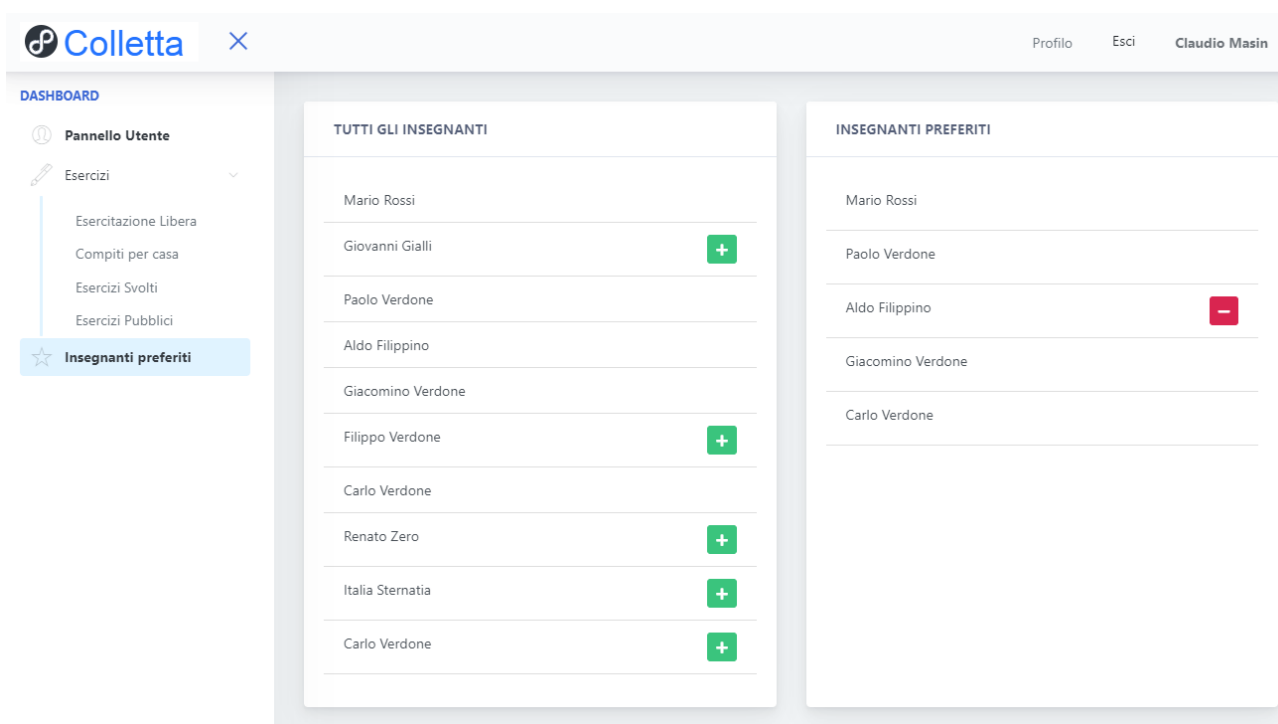 Colletta
Profilo Esci Claudio Masin
DASHBOARD
Pannello Utente
Esercizi
Esercitazione Libera
Compiti per casa
Esercizi Svolti
Esercizi Pubblici
Insegnanti preferiti
TUTTI GLI INSEGNANTI
Mario Rossi
Giovanni Gialli
Paolo Verdone
Aldo Filippino
Giacomino Verdone
Filippo Verdone
Carlo Verdone
Renato Zero
Italia Sternatia
Carlo Verdone
INSEGNANTI PREFERITI
Mario Rossi
Paolo Verdone
Aldo Filippino
Giacomino Verdone
Carlo Verdone